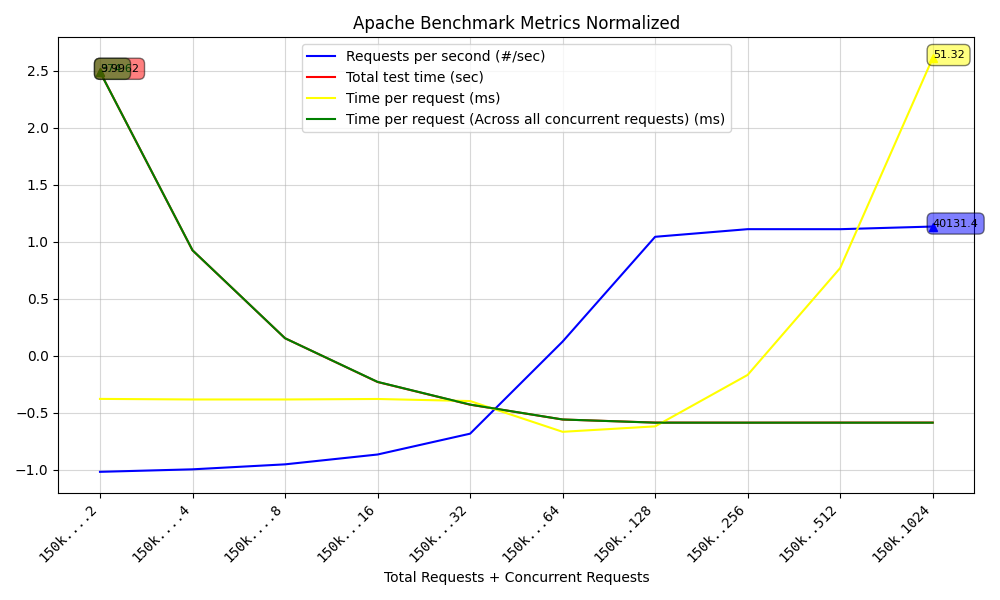 Apache Benchmark Metrics Normalized
Requests per second (#/sec)
Total test time (sec)
Time per request (ms)
Time per request (Across all concurrent requests) (ms)
51.32
40131.4
2.5
2.0
1.5
1.0
0.5
0.0
−0.5
−1.0
150k....2
150k....4
150k....8
150k...16
150k...32
150k...64
150k..128
150k..256
150k..512
150k.1024
Total Requests + Concurrent Requests